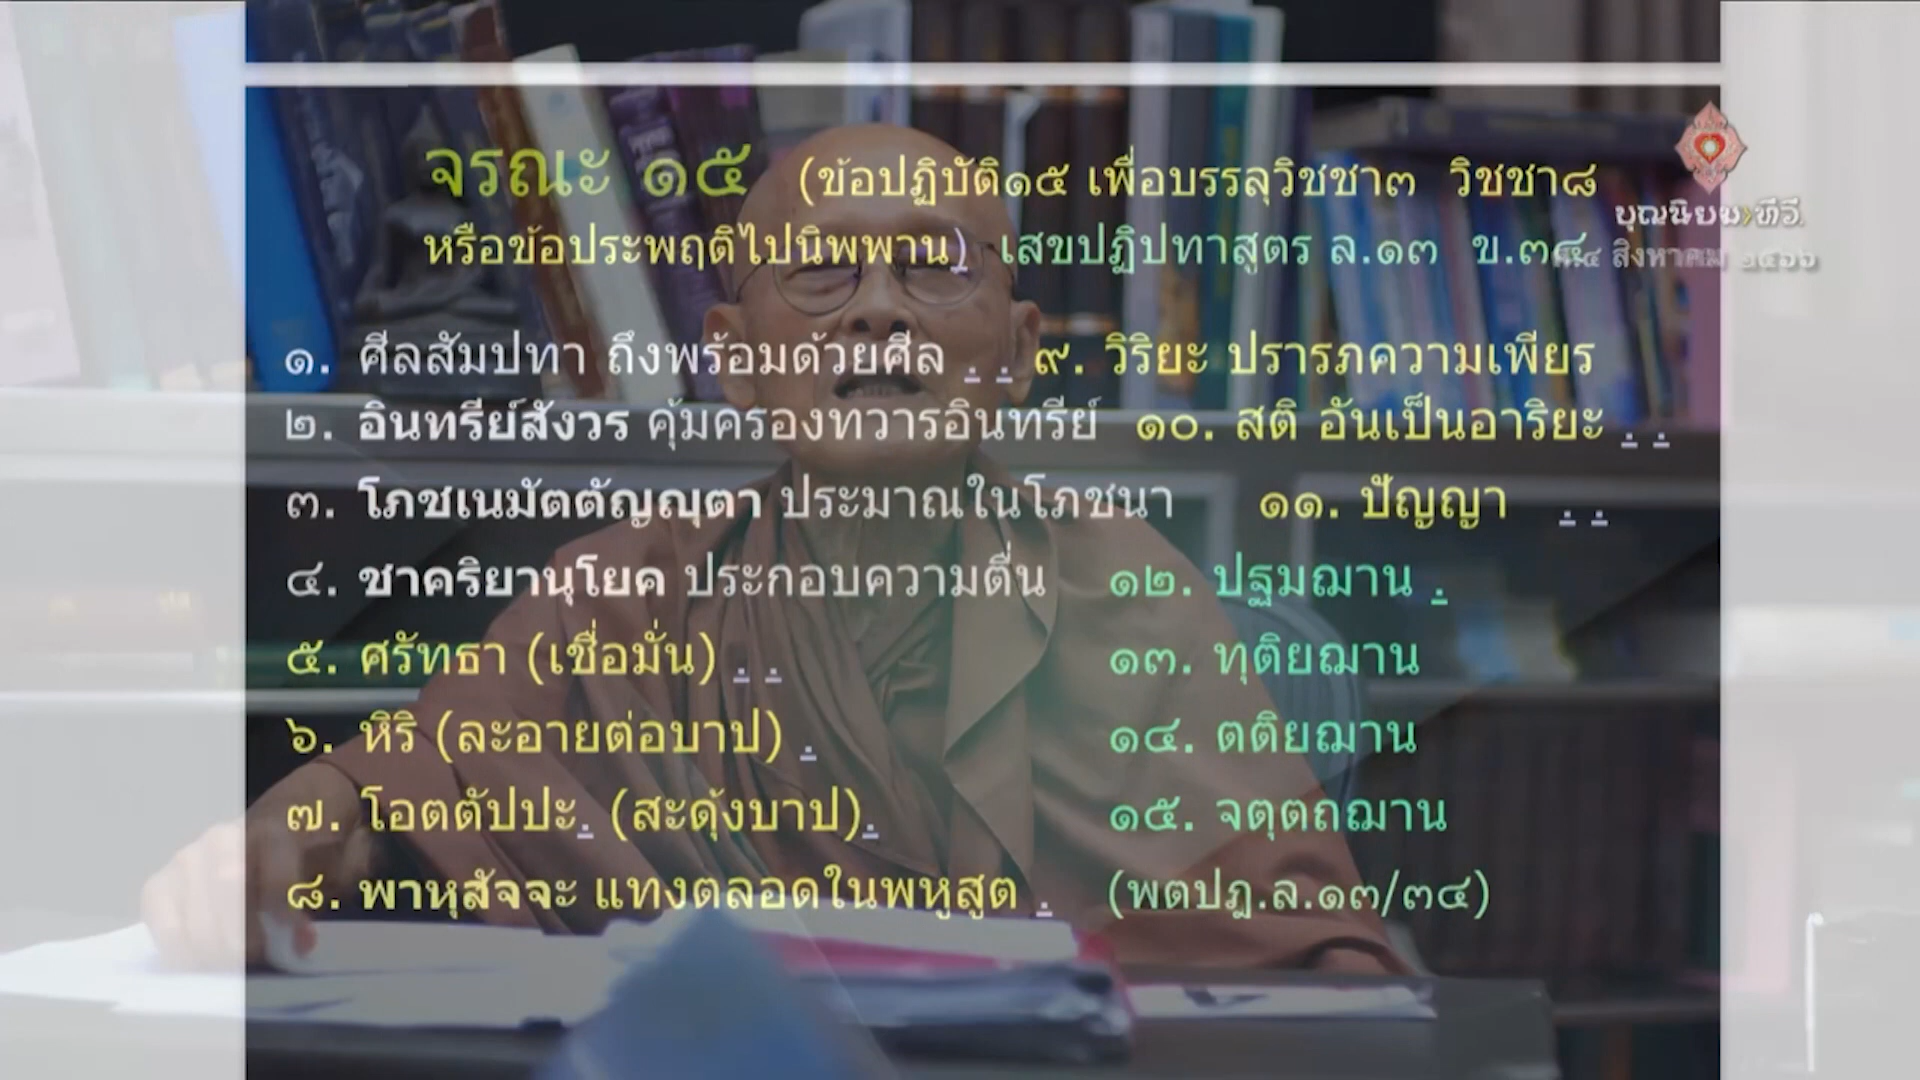 จรณะ ๑๕ (ข้อปฏิบัติ๑๕ เพื่อบรรลุวิชชา๓ วิชชา๘
หรือข้อประพฤติไปนิพพาน) เสขปฏิปทาสูตร ล.๑๓ ข.๓๔
บุญนิยมทีวี
สิงหาคม ๒๕๖๖
๑. ศีลสัมปทา ถึงพร้อมด้วยศีล . .
๒. อินทรีย์สังวร คุ้มครองทวารอินทรีย์
๓. โภชเนมัตตัญญุตา ประมาณในโภชนา
๔. ชาคริยานุโยค ประกอบความตื่น
๕. ศรัทธา (เชื่อมั่น) . .
๖. หิริ (ละอายต่อบาป) .
๗. โอตตัปปะ. (สะดุ้งบาป).
๘. พาหุสัจจะ แทงตลอดในพหูสูต .
๙. วิริยะ ปรารภความเพียร
๑๐. สติ อันเป็นอาริยะ . .
๑๑. ปัญญา . .
๑๒. ปฐมฌาน .
๑๓. ทุติยฌาน
๑๔. ตติยฌาน
๑๕. จตุตถฌาน
(พตปฎ.ล.๑๓/๓๔)